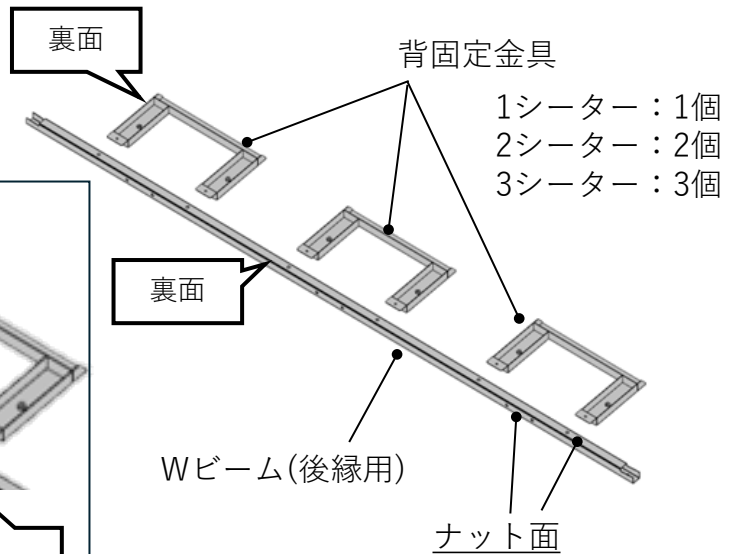 裏面
背固定金具
1シーター：1個
2シーター：2個
3シーター：3個
裏面
Wビーム(後縁用)
ナット面